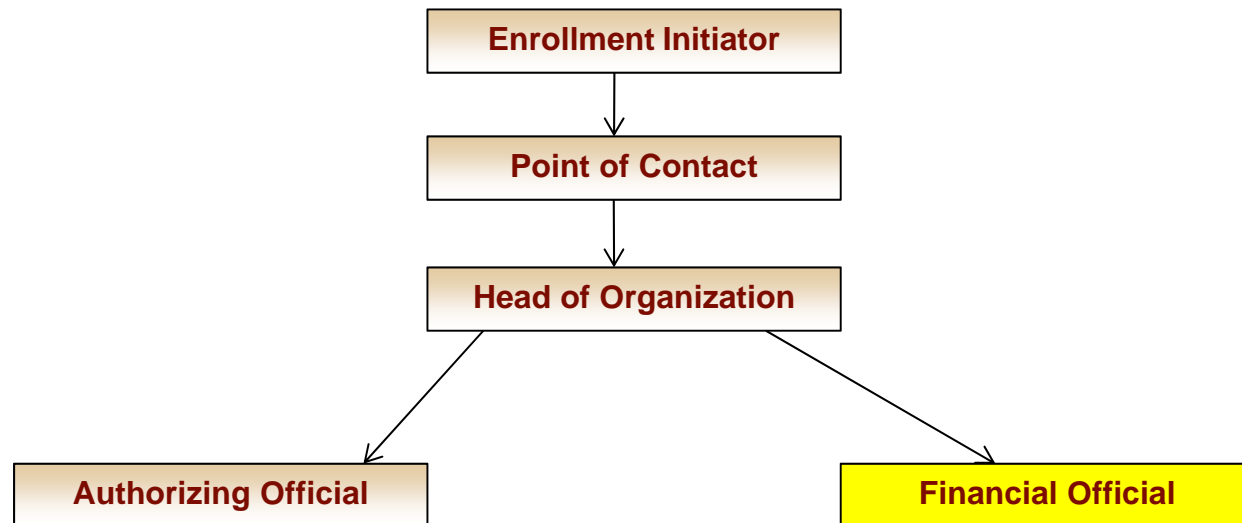 Enrollment Initiator
Point of Contact
Head of Organization
Authorizing Official
Financial Official